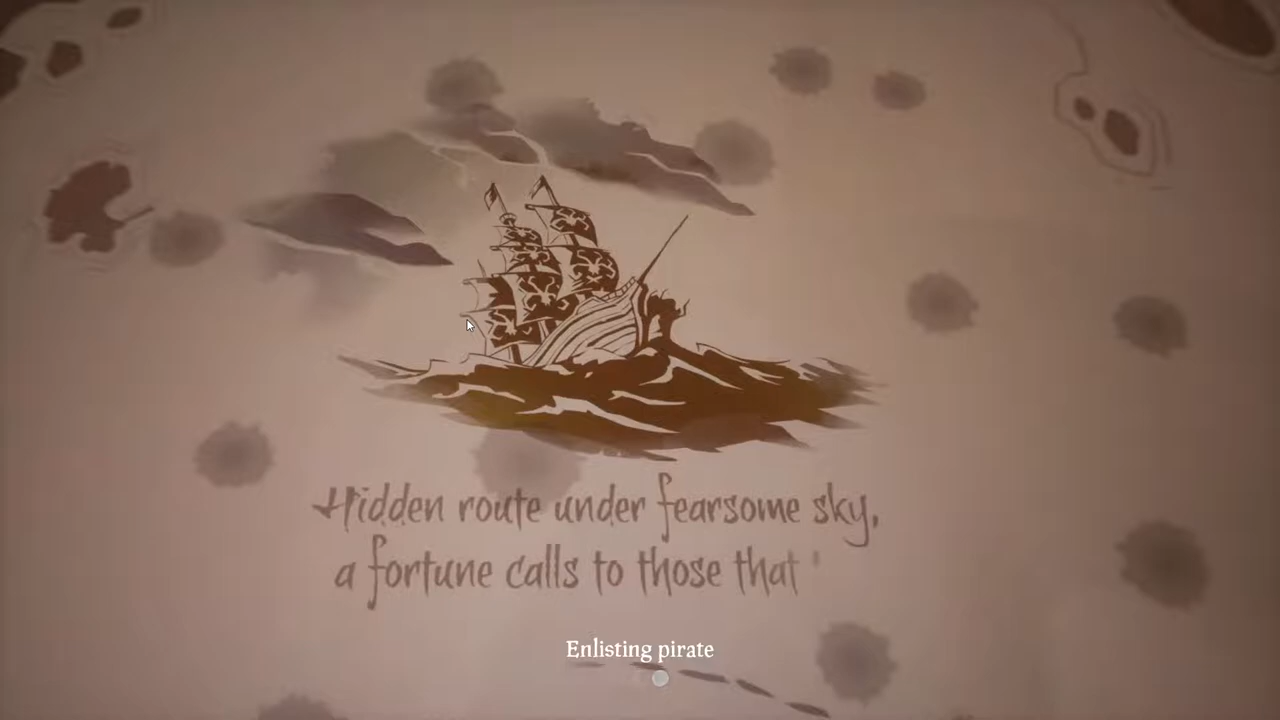 Hidden route under fearsome sky,
a fortune calls to those that
Enlisting pirate